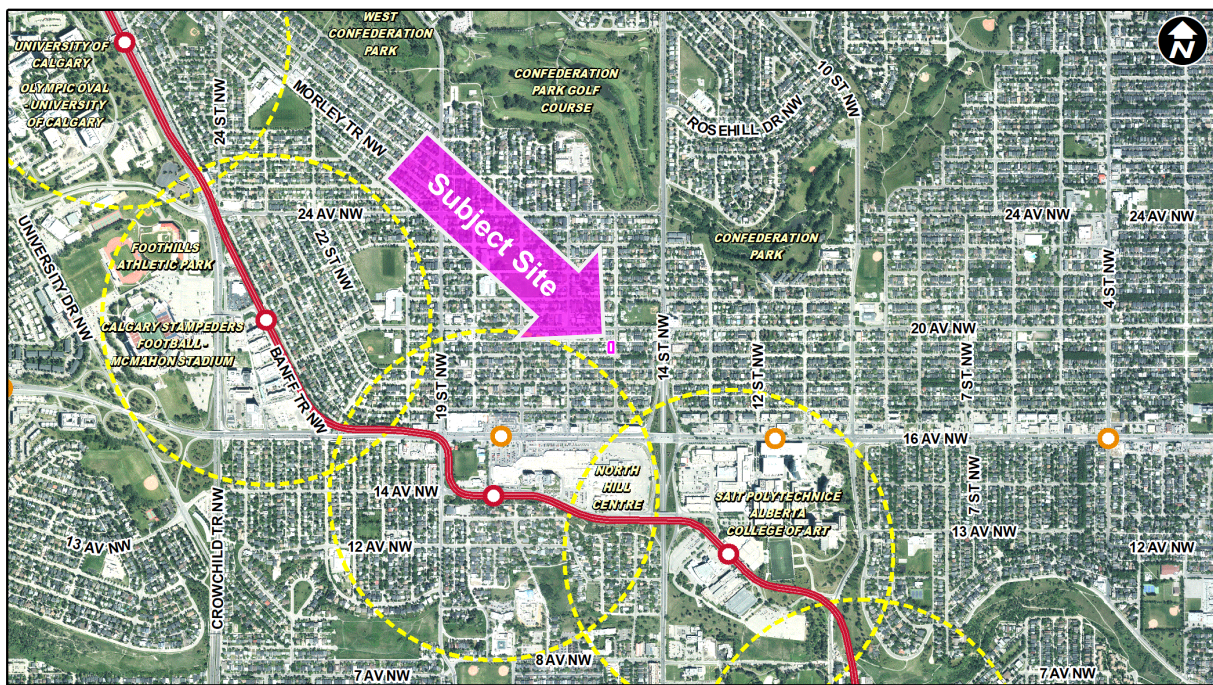 WEST
CONFEDERATION
PARK
N
UNIVERSITY OF
CALGARY
OLYMPIC OVAL
- UNIVERSITY
OF CALGARY
24 ST NW
MORLEY TR NW
CONFEDERATION
PARK GOLF
COURSE
10 ST NW
ROSEHILL DR NW
Subject Site
24 AV NW
24 AV NW
24 AV NW
UNIVERSITY DR NW
22 ST NW
FOOTHILLS
ATHLETIC PARK
CONFEDERATION
PARK
4 ST NW
CALGARY STAMPEDERS
FOOTBALL -
MCMAHON STADIUM
BANFF TR NW
19 ST NW
14 ST NW
12 ST NW
20 AV NW
7 ST NW
16 AV NW
14 AV NW
NORTH
HILL
CENTRE
SAIT POLYTECHNICE
ALBERTA
COLLEGE OF ART
7 ST NW
13 AV NW
CROWCHILD TR NW
12 AV NW
13 AV NW
12 AV NW
7 AV NW
8 AV NW
7 AV NW